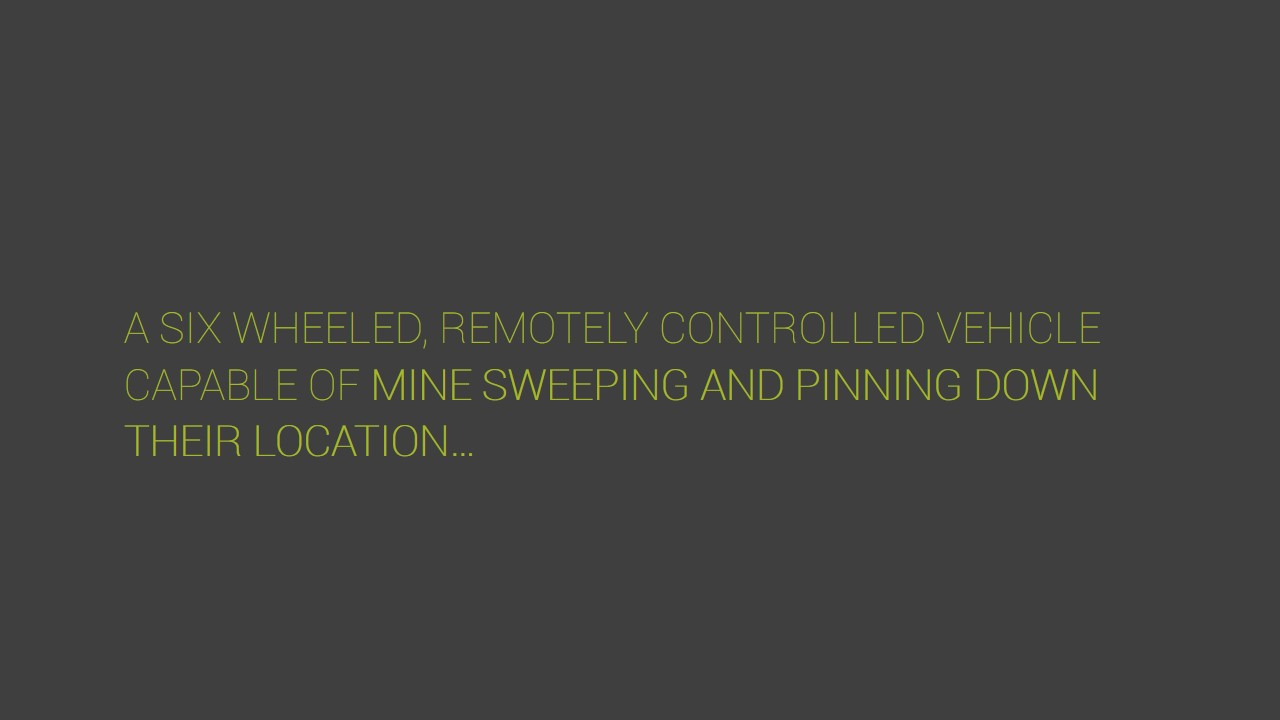 A SIX WHEELED, REMOTELY CONTROLLED VEHICLE
CAPABLE OF MINE SWEEPING AND PINNING DOWN
THEIR LOCATION…